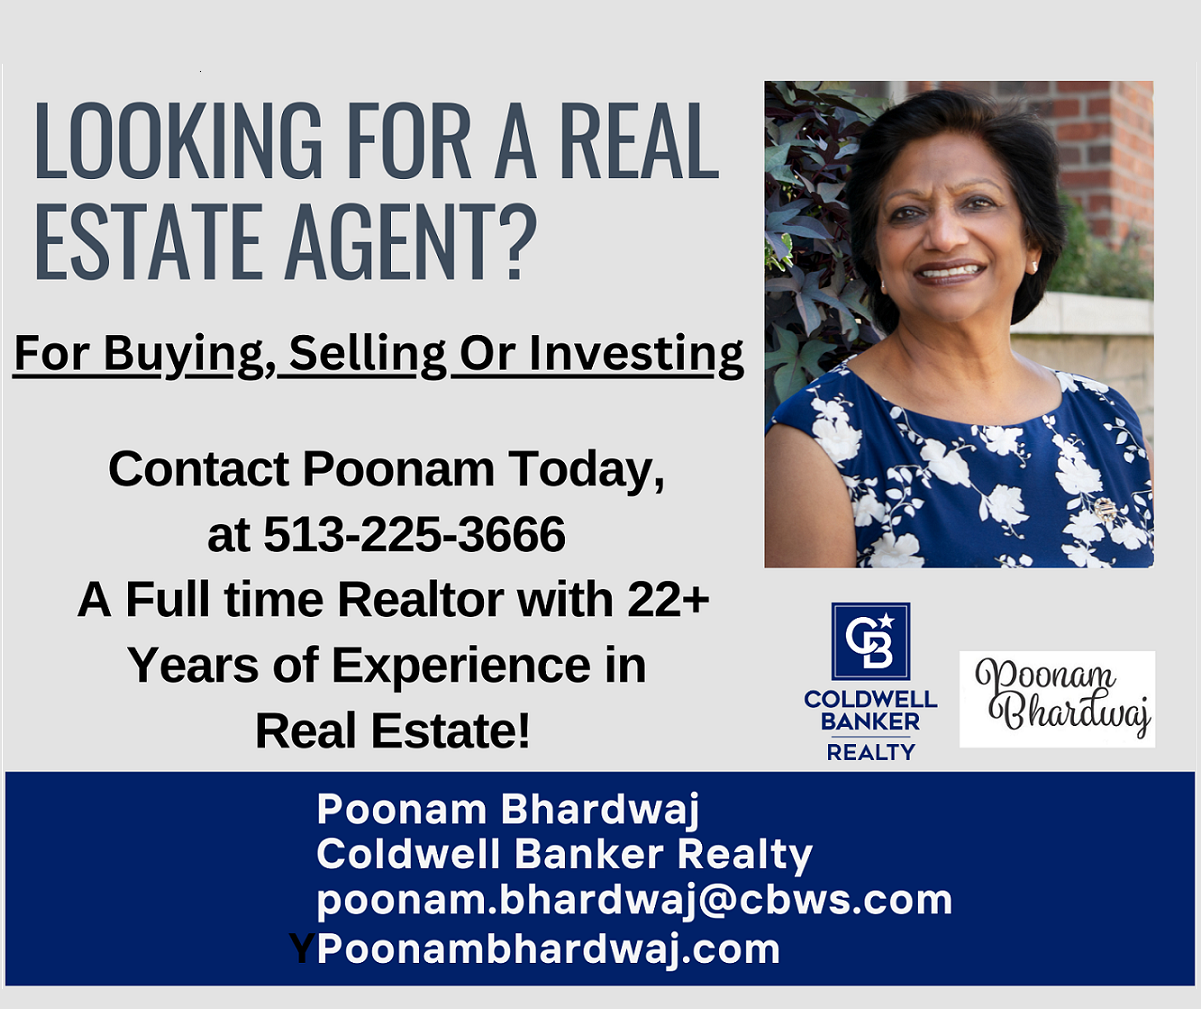 LOOKING FOR A REAL
ESTATE AGENT?
For Buying, Selling Or Investing
Contact Poonam Today,
at 513-225-3666
A Full time Realtor with 22+
Years of Experience in
Real Estate!
CB
COLDWELL
BANKER
REALTY
Poonam
Bhardwaj
Poonam Bhardwaj
Coldwell Banker Realty
poonam.bhardwaj@cbws.com
YPoonambhardwaj.com